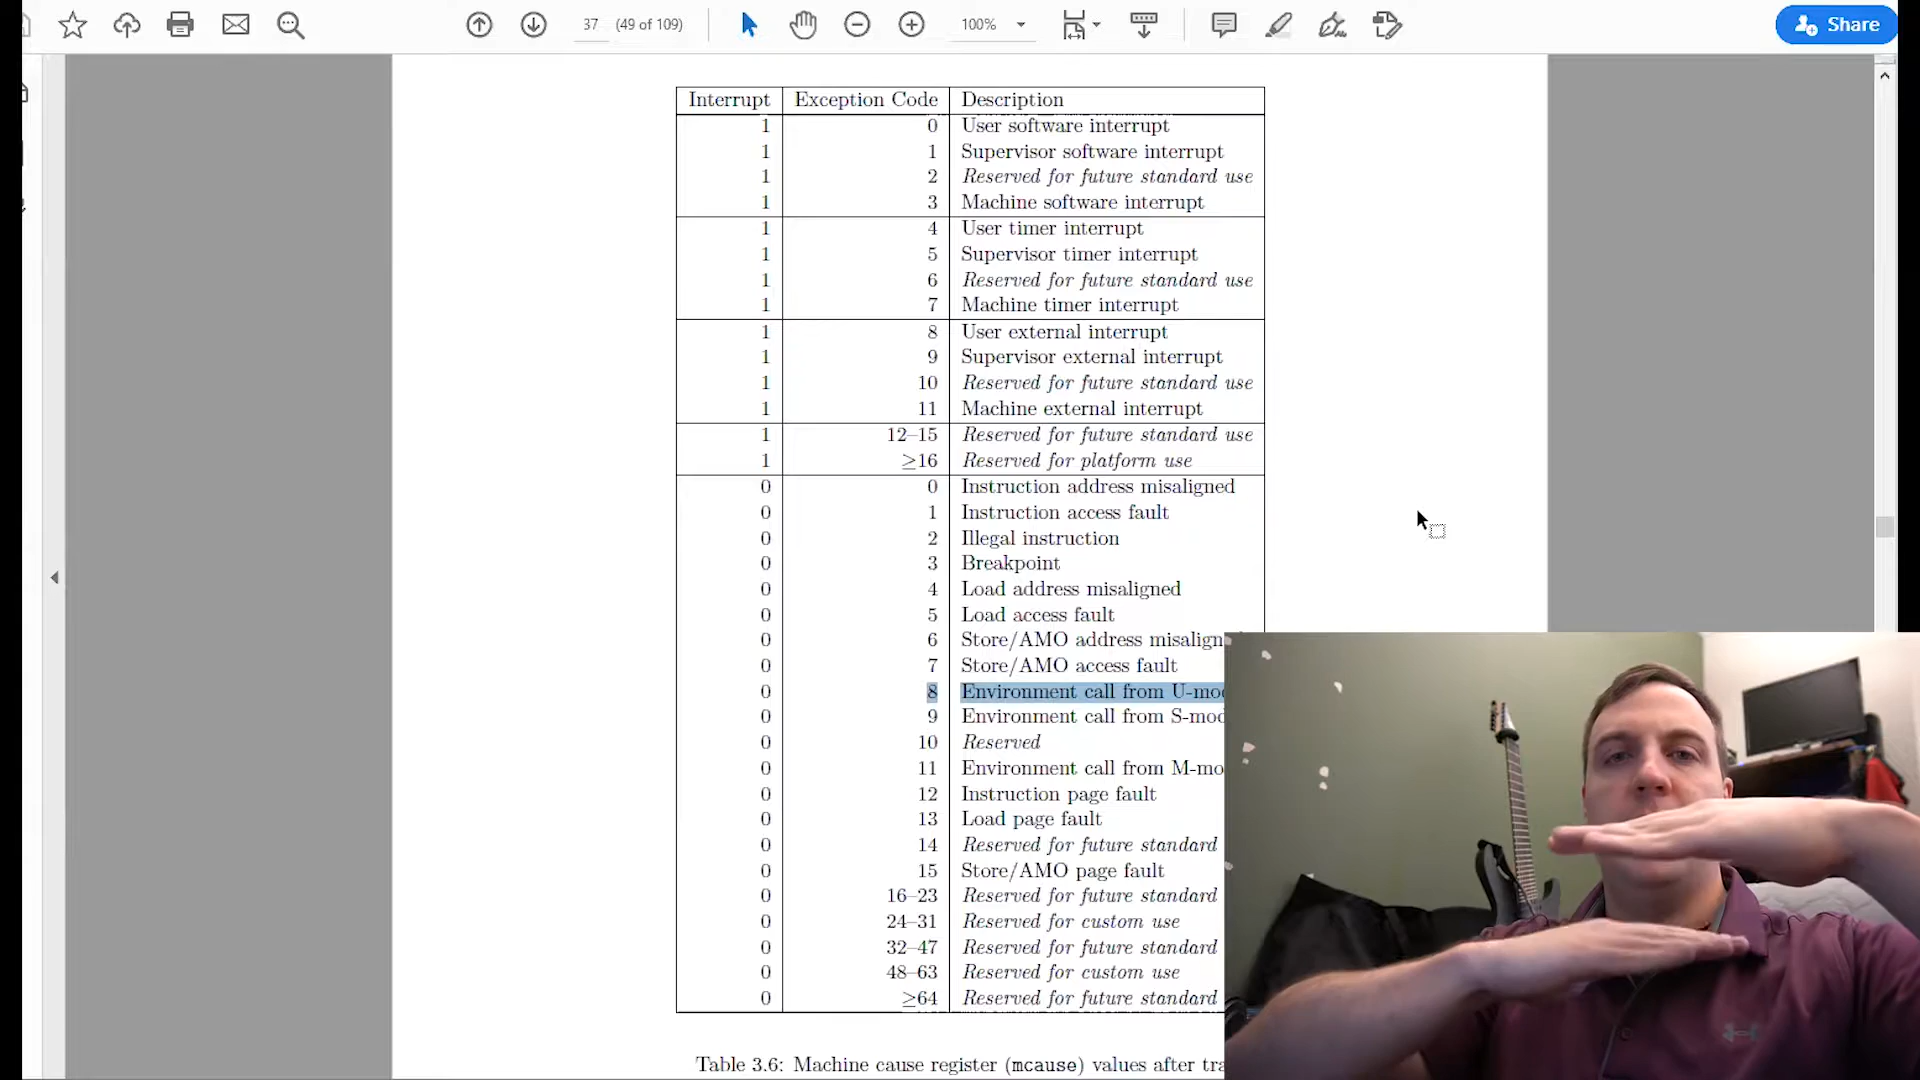 37 (49 of 109) 100% Share
Interrupt Exception Code Description
1 0 User software interrupt
1 1 Supervisor software interrupt
1 2 Reserved for future standard use
1 3 Machine software interrupt
1 4 User timer interrupt
1 5 Supervisor timer interrupt
1 6 Reserved for future standard use
1 7 Machine timer interrupt
1 8 User external interrupt
1 9 Supervisor external interrupt
1 10 Reserved for future standard use
1 11 Machine external interrupt
1 12–15 Reserved for future standard use
1 ≥16 Reserved for platform use
0 0 Instruction address misaligned
0 1 Instruction access fault
0 2 Illegal instruction
0 3 Breakpoint
0 4 Load address misaligned
0 5 Load access fault
0 6 Store/AMO address misalign
0 7 Store/AMO access fault
0 8 Environment call from U-mo
0 9 Environment call from S-mod
0 10 Reserved
0 11 Environment call from M-mo
0 12 Instruction page fault
0 13 Load page fault
0 14 Reserved for future standard
0 15 Store/AMO page fault
0 16–23 Reserved for future standard
0 24–31 Reserved for custom use
0 32–47 Reserved for future standard
0 48–63 Reserved for custom use
0 ≥64 Reserved for future standard
Table 3.6: Machine cause register (mcause) values after tra